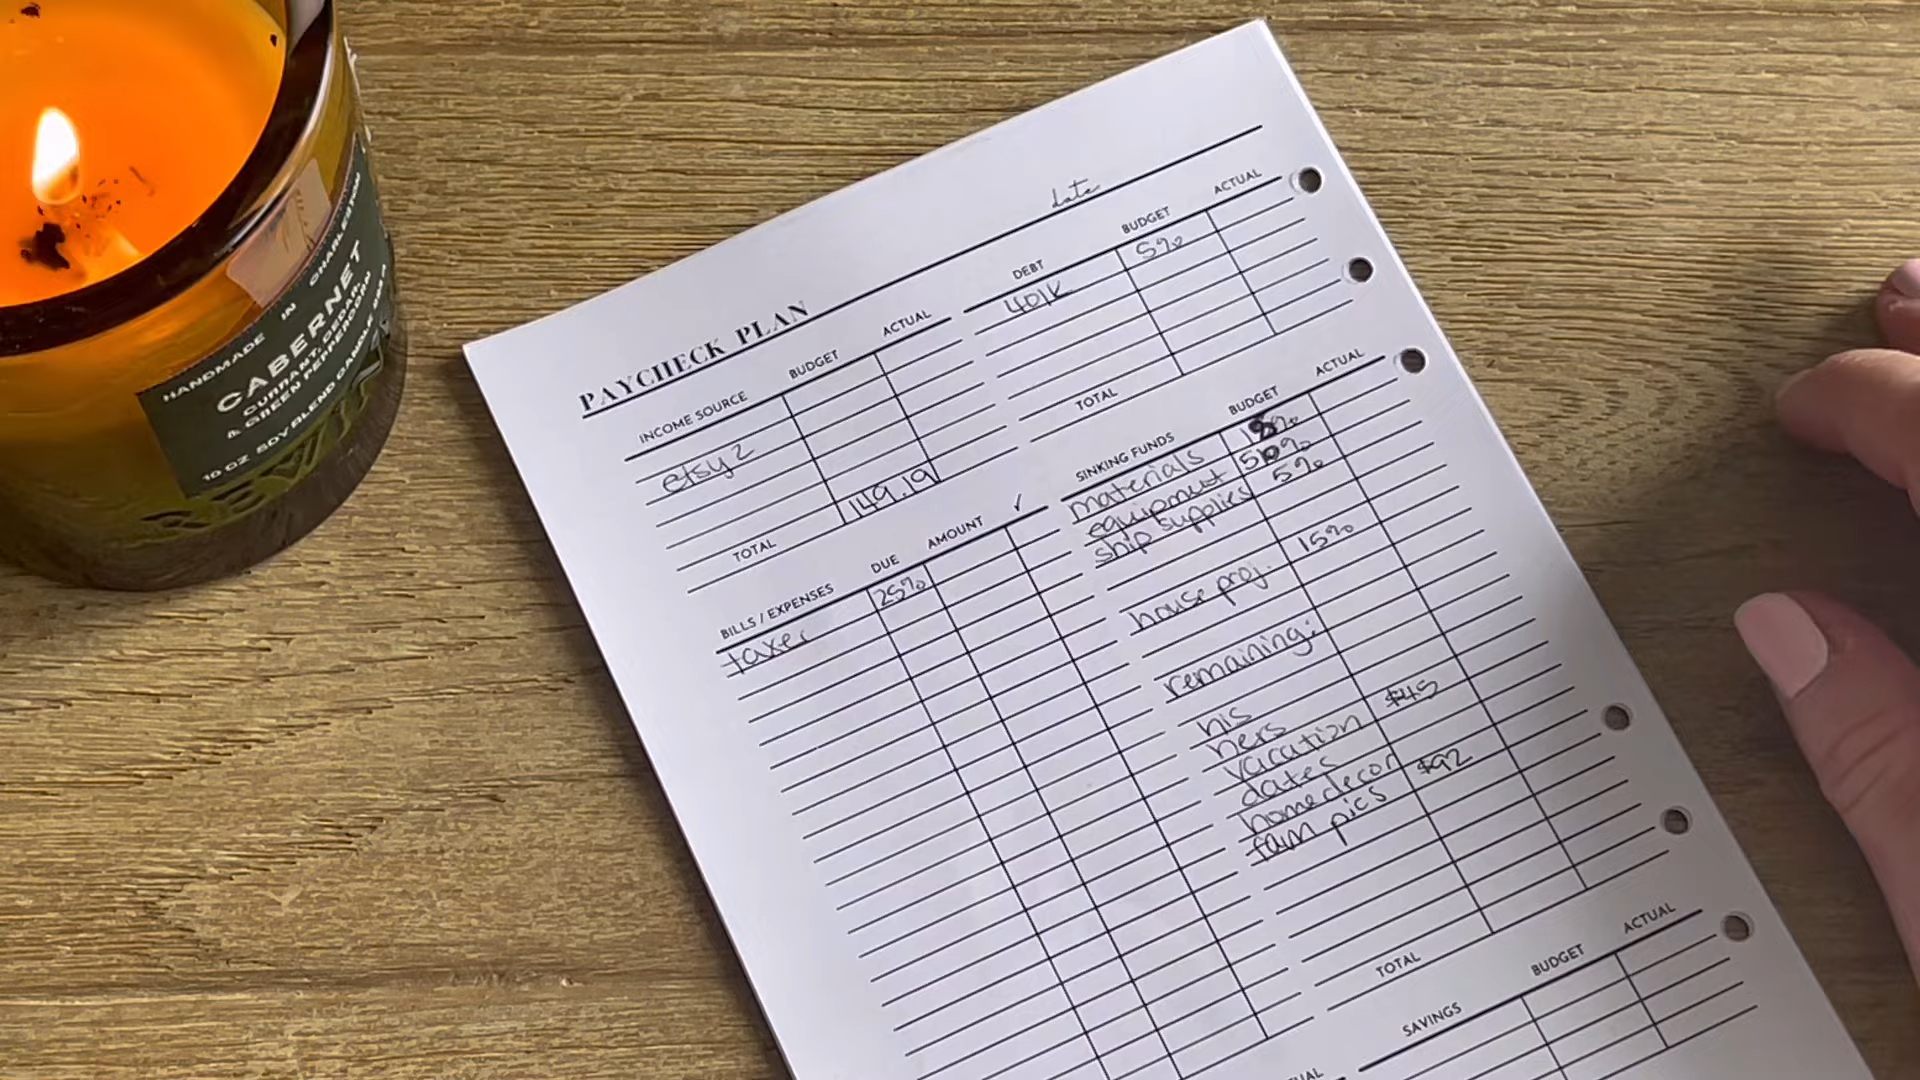 HANDMADE IN CHARLESTON
CABERNET
CURRANT, CEDAR,
& GREEN PEPPERCORN
10 OZ SOY BLEND CANDLE
PAYCHECK PLAN
date
INCOME SOURCE BUDGET ACTUAL
etsy 2
149.19
TOTAL
BILLS / EXPENSES DUE AMOUNT ✓
taxes 25%
DEBT BUDGET ACTUAL
401k 5%
TOTAL
SINKING FUNDS BUDGET ACTUAL
materials
equipment
ship supplies 5%
house proj. 15%
remaining:
his
hers
vacation $45
dates
home decor $92
fam pics
TOTAL
SAVINGS BUDGET ACTUAL